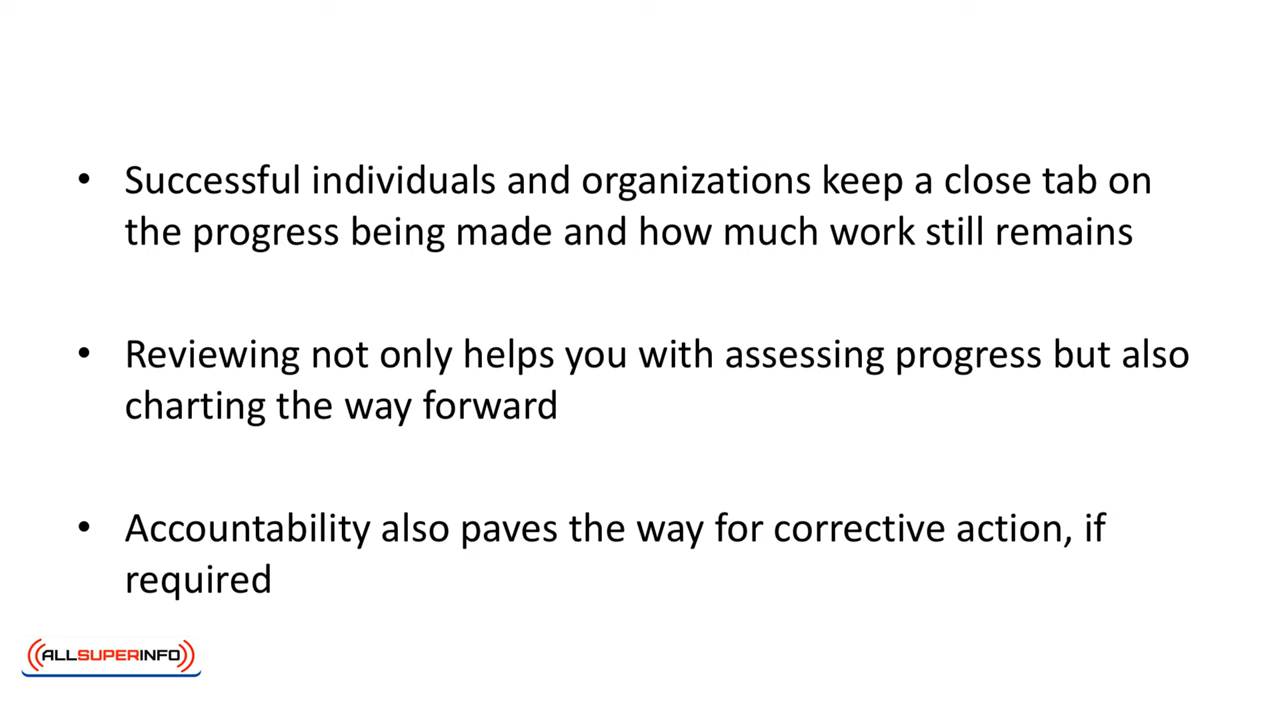 • Successful individuals and organizations keep a close tab on
the progress being made and how much work still remains
• Reviewing not only helps you with assessing progress but also
charting the way forward
• Accountability also paves the way for corrective action, if
required
((ALLSUPERINFO))